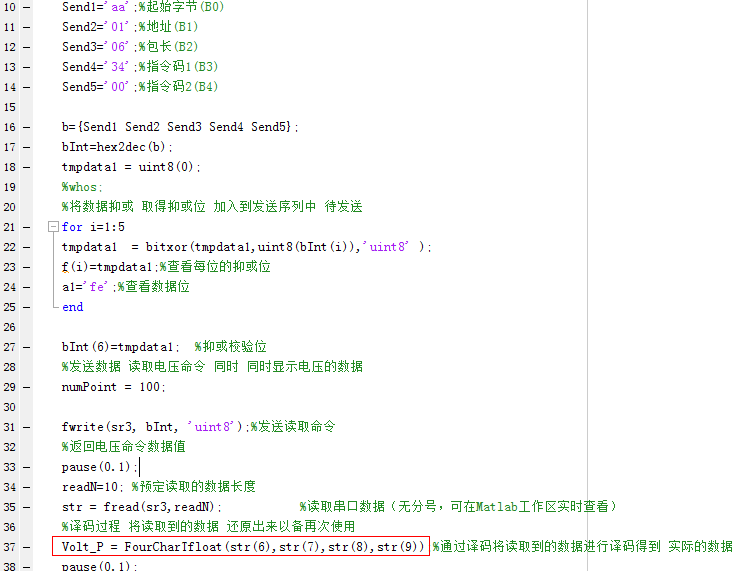 10 Send1='aa';%起始字节(B0)
11 Send2='01';%地址(B1)
12 Send3='06';%包长(B2)
13 Send4='34';%指令码1(B3)
14 Send5='00';%指令码2(B4)
15
16 b={Send1 Send2 Send3 Send4 Send5};
17 bInt=hex2dec(b);
18 tmpdata1 = uint8(0);
19 %whos;
20 %将数据抑或 取得抑或位 加入到发送序列中 待发送
21 for i=1:5
22 tmpdata1 = bitxor(tmpdata1,uint8(bInt(i)),'uint8' );
23 f(i)=tmpdata1;%查看每位的抑或位
24 a1='fe';%查看数据位
25 end
26
27 bInt(6)=tmpdata1; %抑或校验位
28 %发送数据 读取电压命令 同时 同时显示电压的数据
29 numPoint = 100;
30
31 fwrite(sr3, bInt, 'uint8');%发送读取命令
32 %返回电压命令数据值
33 pause(0.1);
34 readN=10; %预定读取的数据长度
35 str = fread(sr3,readN); %读取串口数据（无分号，可在Matlab工作区实时查看）
36 %译码过程 将读取到的数据 还原出来以备再次使用
37 Volt_P = FourCharIfloat(str(6),str(7),str(8),str(9)) %通过译码将读取到的数据进行译码得到 实际的数据
38 pause(0.1);